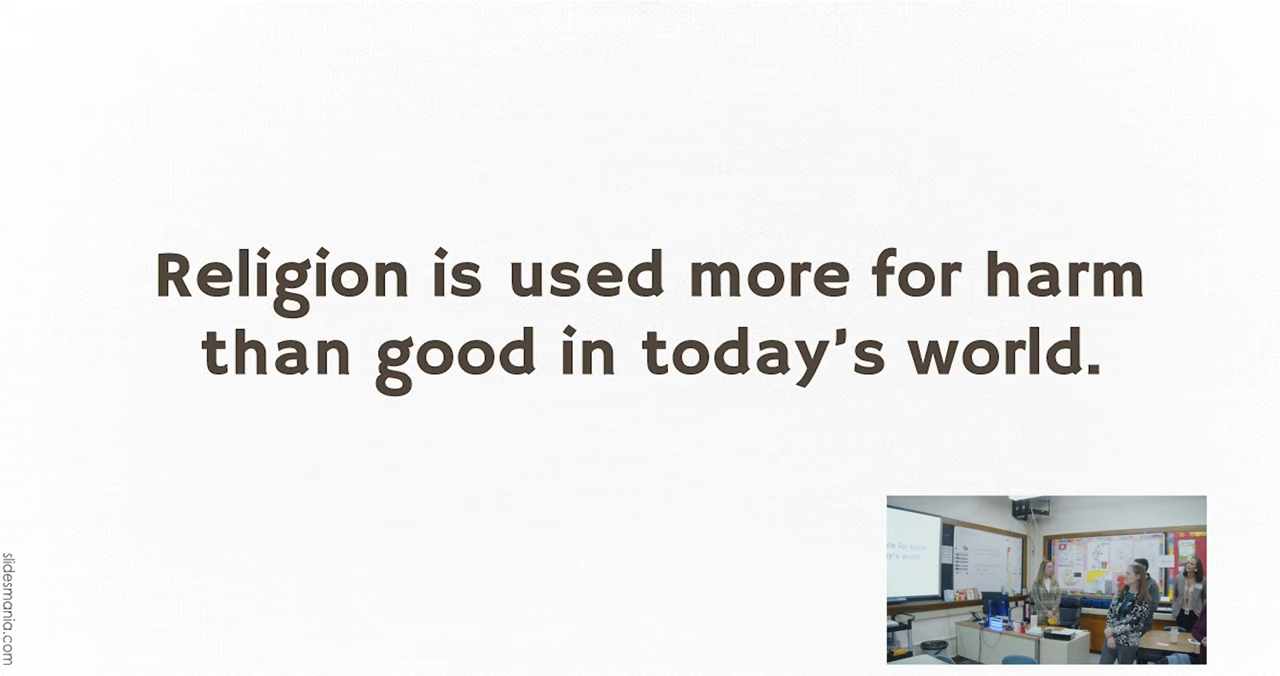 Religion is used more for harm
than good in today's world.
slidesmania.com